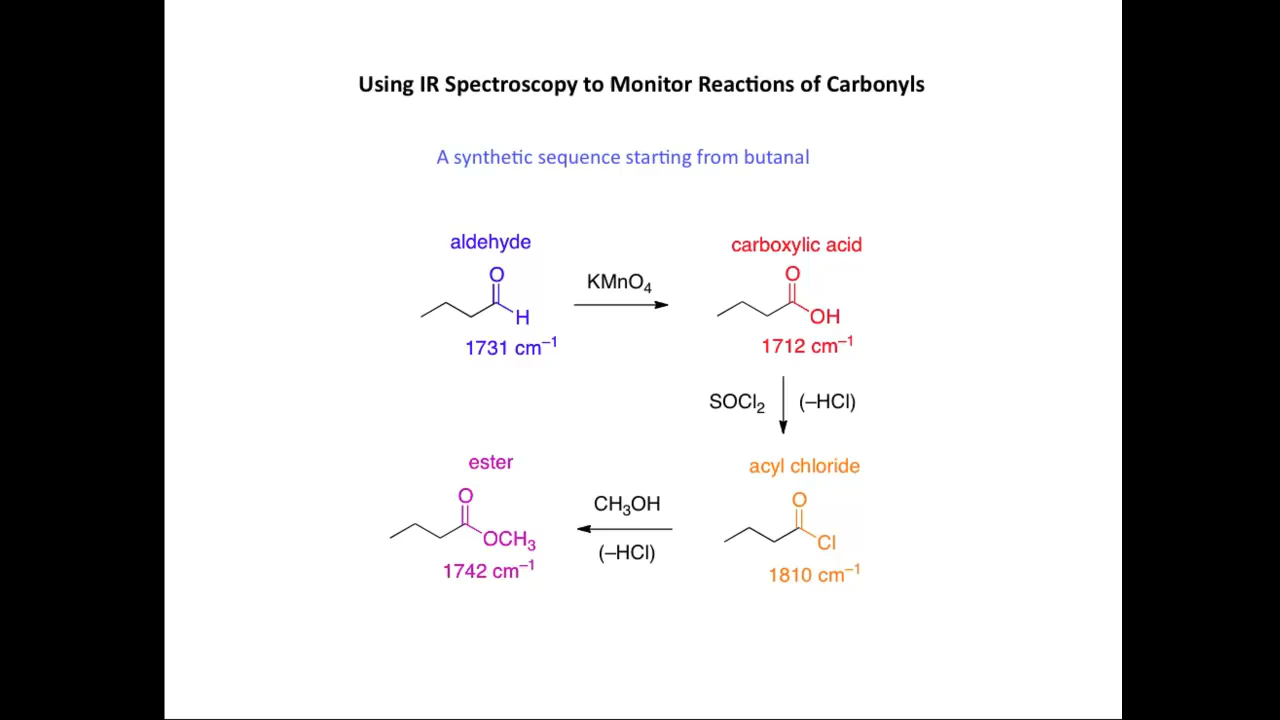 Using IR Spectroscopy to Monitor Reactions of Carbonyls
A synthetic sequence starting from butanal
aldehyde
O
H
1731 cm⁻¹
KMnO₄
carboxylic acid
O
OH
1712 cm⁻¹
SOCl₂ (–HCl)
ester
O
OCH₃
1742 cm⁻¹
CH₃OH
(–HCl)
acyl chloride
O
Cl
1810 cm⁻¹